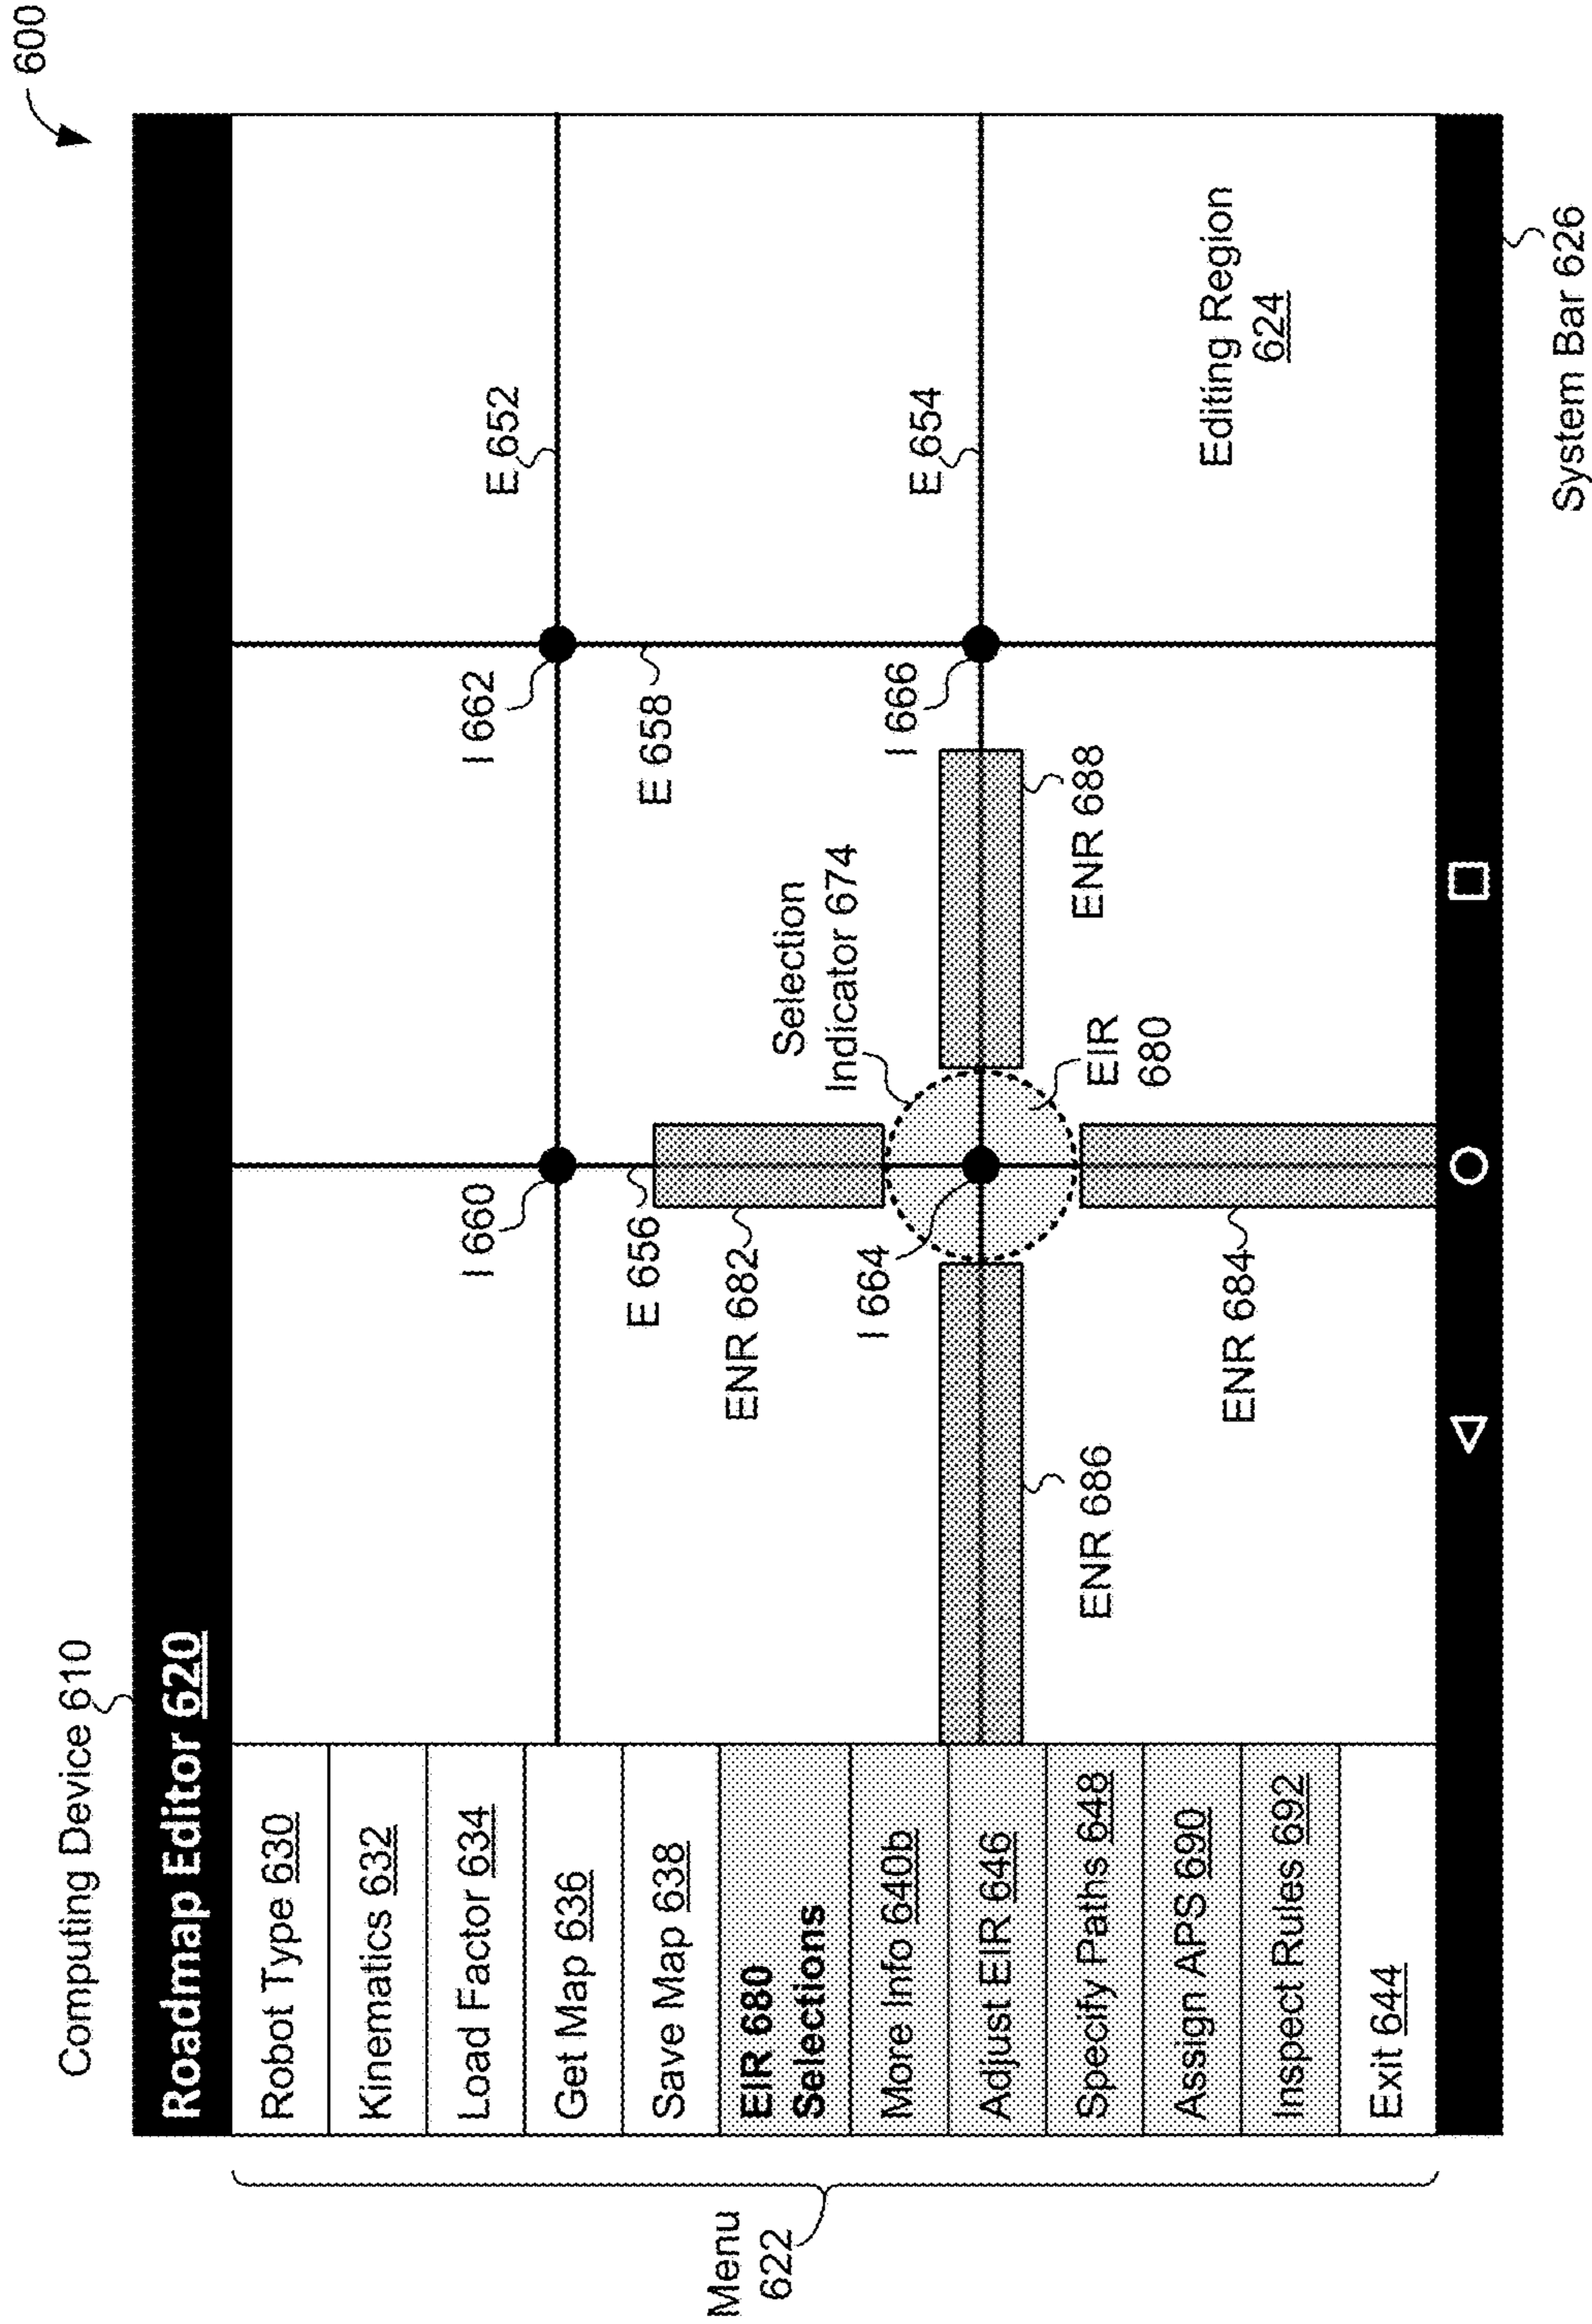 600
Computing Device 610
Roadmap Editor 620
Menu
622
Robot Type 630
Kinematics 632
Load Factor 634
Get Map 636
Save Map 638
EIR 680
Selections
More Info 640b
Adjust EIR 646
Specify Paths 648
Assign APS 690
Inspect Rules 692
Exit 644
I 660
I 662
E 652
E 656
E 658
ENR 682
Selection
Indicator 674
I 664
I 666
E 654
ENR 686
EIR
680
ENR 688
ENR 684
Editing Region
624
System Bar 626